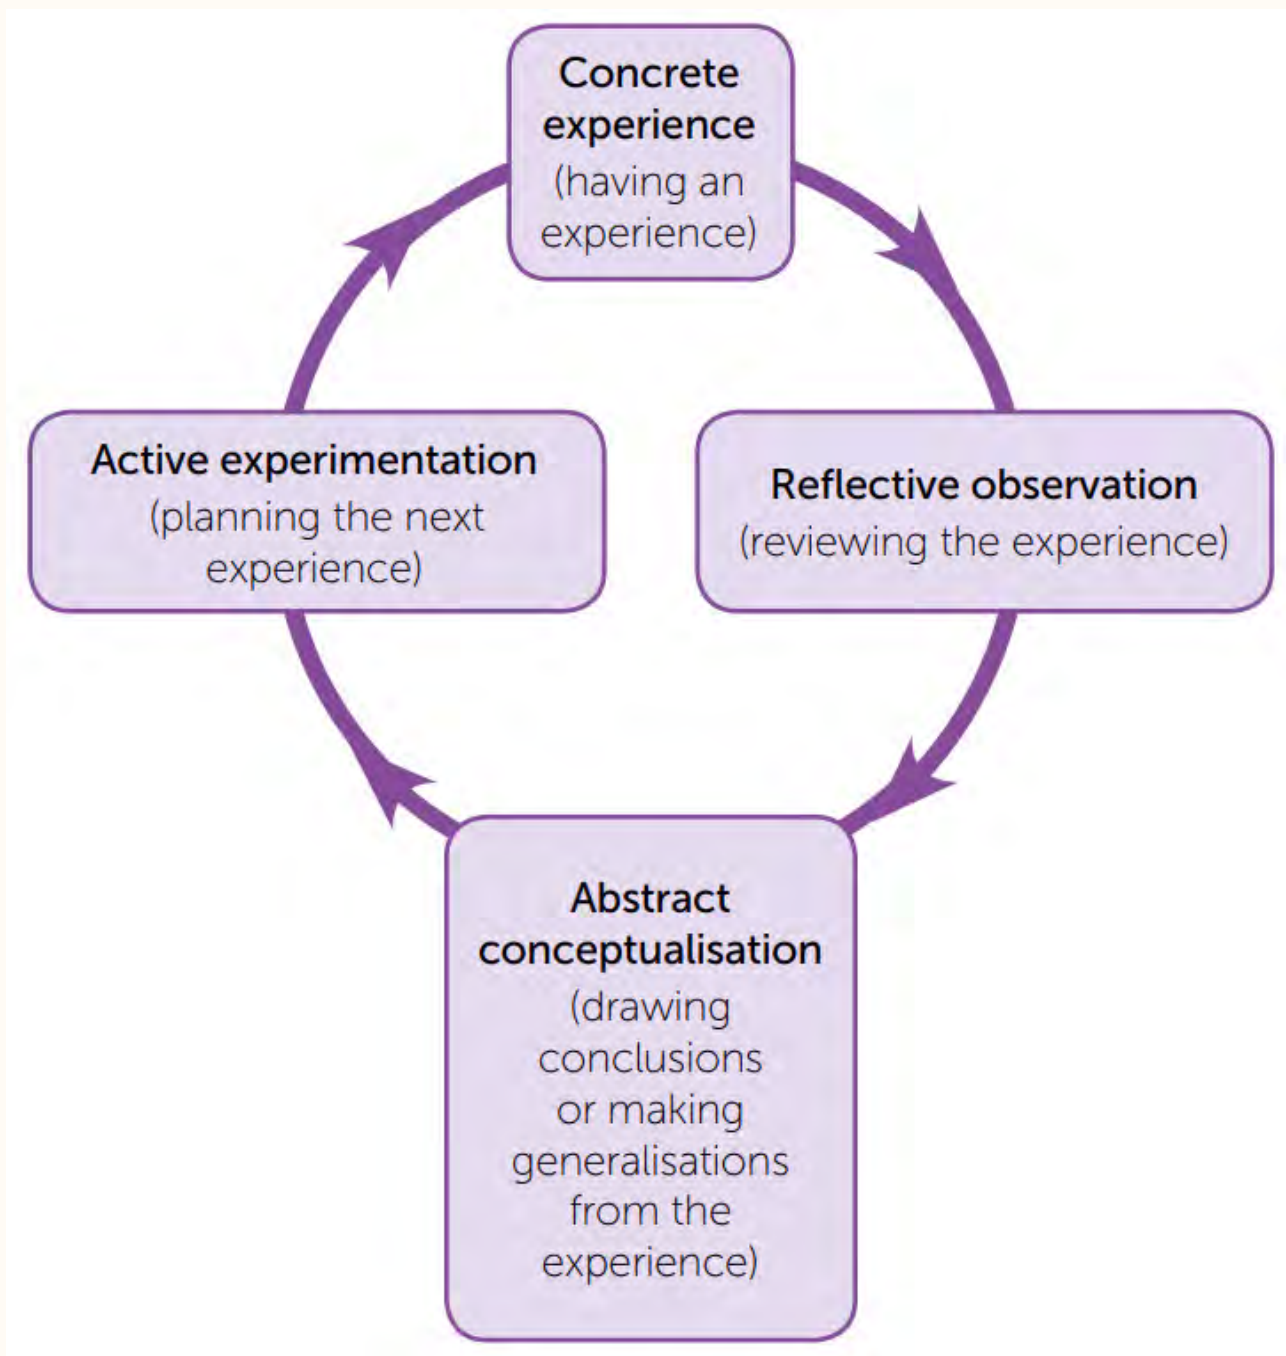 Concrete
experience
(having an
experience)
Reflective observation
(reviewing the experience)
Abstract
conceptualisation
(drawing
conclusions
or making
generalisations
from the
experience)
Active experimentation
(planning the next
experience)